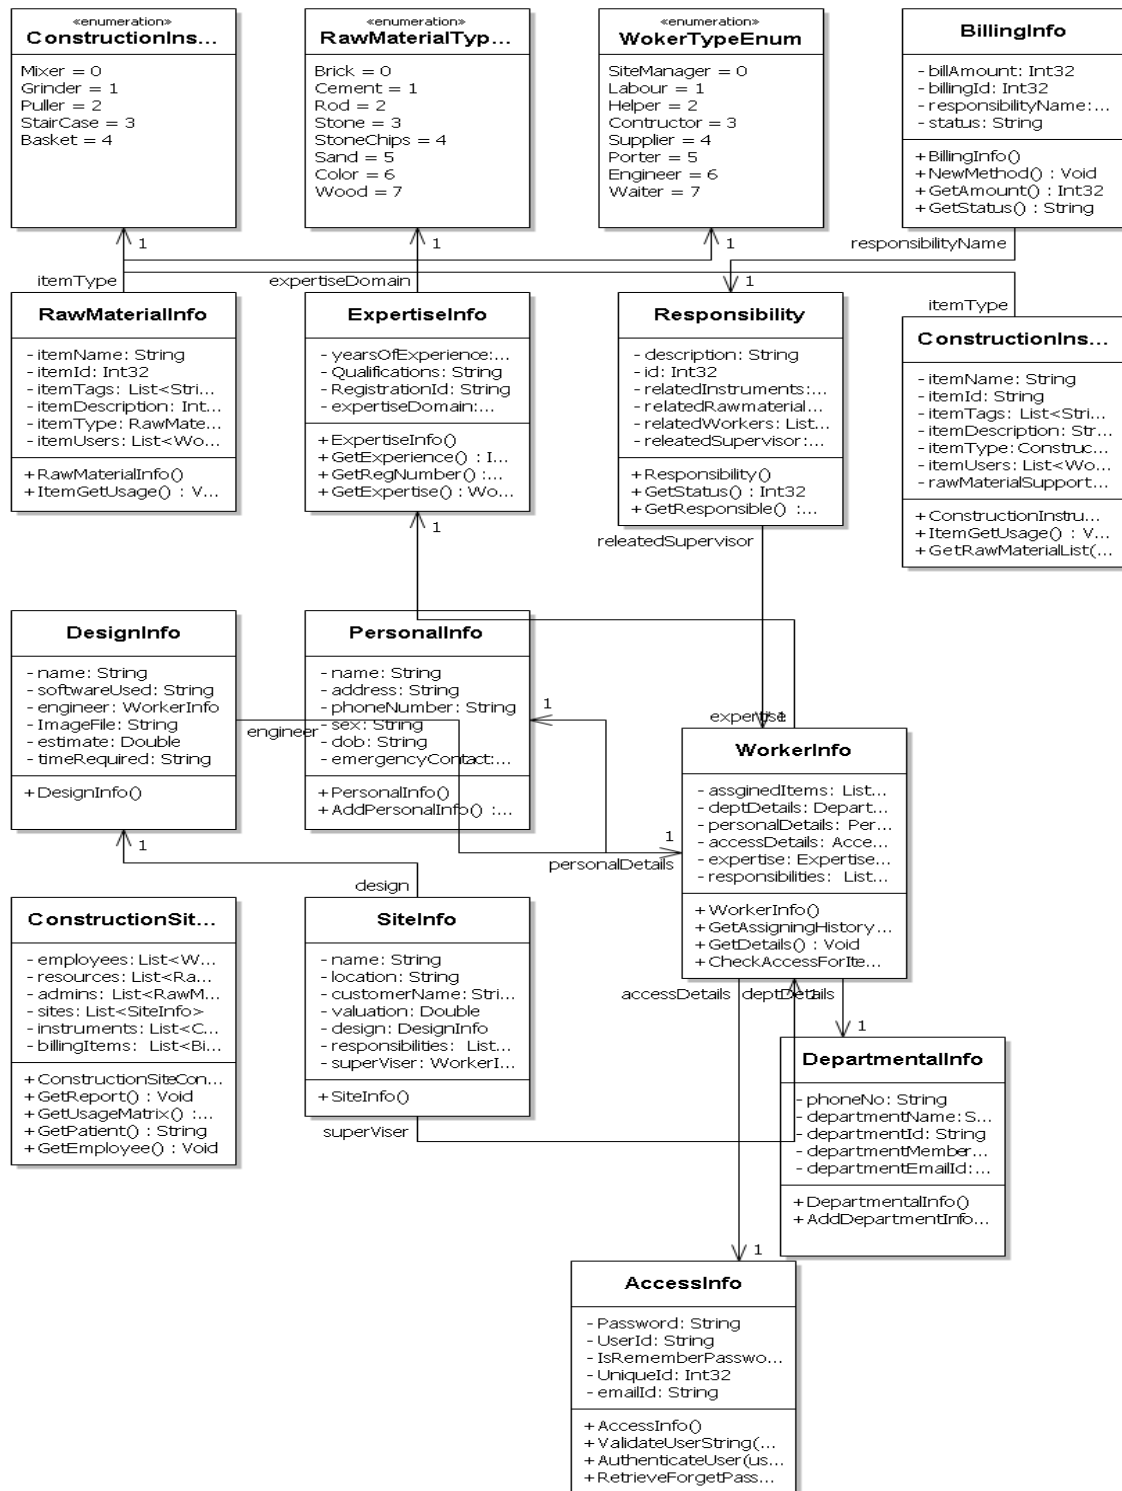 «enumeration»
ConstructionIns...
Mixer = 0
Grinder = 1
Puller = 2
StairCase = 3
Basket = 4
«enumeration»
RawMaterialTyp...
Brick = 0
Cement = 1
Rod = 2
Stone = 3
StoneChips = 4
Sand = 5
Color = 6
Wood = 7
«enumeration»
WokerTypeEnum
SiteManager = 0
Labour = 1
Helper = 2
Contructor = 3
Supplier = 4
Porter = 5
Engineer = 6
Waiter = 7
BillingInfo
- billAmount: Int32
- billingId: Int32
- responsibilityName:...
- status: String
+ BillingInfo()
+ NewMethod() : Void
+ GetAmount() : Int32
+ GetStatus() : String
1
1
1
responsibilityName
itemType
expertiseDomain
1
itemType
RawMaterialInfo
- itemName: String
- itemId: Int32
- itemTags: List<Stri...
- itemDescription: Int...
- itemType: RawMate...
- itemUsers: List<Wo...
+ RawMaterialInfo()
+ ItemGetUsage() : V...
ExpertiseInfo
- yearsOfExperience:...
- Qualifications: String
- RegistrationId: String
- expertiseDomain:...
+ ExpertiseInfo()
+ GetExperience() : I...
+ GetRegNumber() :...
+ GetExpertise() : Wo...
Responsibility
- description: String
- id: Int32
- relatedInstruments:...
- relatedRawmaterial...
- relatedWorkers: List...
- releatedSupervisor:...
+ Responsibility()
+ GetStatus() : Int32
+ GetResponsible() :...
ConstructionIns...
- itemName: String
- itemId: String
- itemTags: List<Stri...
- itemDescription: Str...
- itemType: Construc...
- itemUsers: List<Wo...
- rawMaterialSupport...
+ ConstructionInstru...
+ ItemGetUsage() : V...
+ GetRawMaterialList(...
1
releatedSupervisor
DesignInfo
- name: String
- softwareUsed: String
- engineer: WorkerInfo
- ImageFile: String
- estimate: Double
- timeRequired: String
+ DesignInfo()
engineer
PersonalInfo
- name: String
- address: String
- phoneNumber: String
- sex: String
- dob: String
- emergencyContact:...
+ PersonalInfo()
+ AddPersonalInfo() :...
1
expertise
1
WorkerInfo
- assginedItems: List...
- deptDetails: Depart...
- personalDetails: Per...
- accessDetails: Acce...
- expertise: Expertise...
- responsibilities: List...
+ WorkerInfo()
+ GetAssigningHistory...
+ GetDetails() : Void
+ CheckAccessForIte...
1
personalDetails
1
design
ConstructionSit...
- employees: List<W...
- resources: List<Ra...
- admins: List<RawM...
- sites: List<SiteInfo>
- instruments: List<C...
- billingItems: List<Bi...
+ ConstructionSiteCon...
+ GetReport() : Void
+ GetUsageMatrix() :...
+ GetPatient() : String
+ GetEmployee() : Void
SiteInfo
- name: String
- location: String
- customerName: Stri...
- valuation: Double
- design: DesignInfo
- responsibilities: List...
- superViser: WorkerI...
+ SiteInfo()
superViser
accessDetails
deptDetails
1
1
DepartmentalInfo
- phoneNo: String
- departmentName: S...
- departmentId: String
- departmentMember...
- departmentEmailId:...
+ DepartmentalInfo()
+ AddDepartmentInfo...
1
AccessInfo
- Password: String
- UserId: String
- IsRememberPasswo...
- UniqueId: Int32
- emailId: String
+ AccessInfo()
+ ValidateUserString(...
+ AuthenticateUser(us...
+ RetrieveForgetPass...